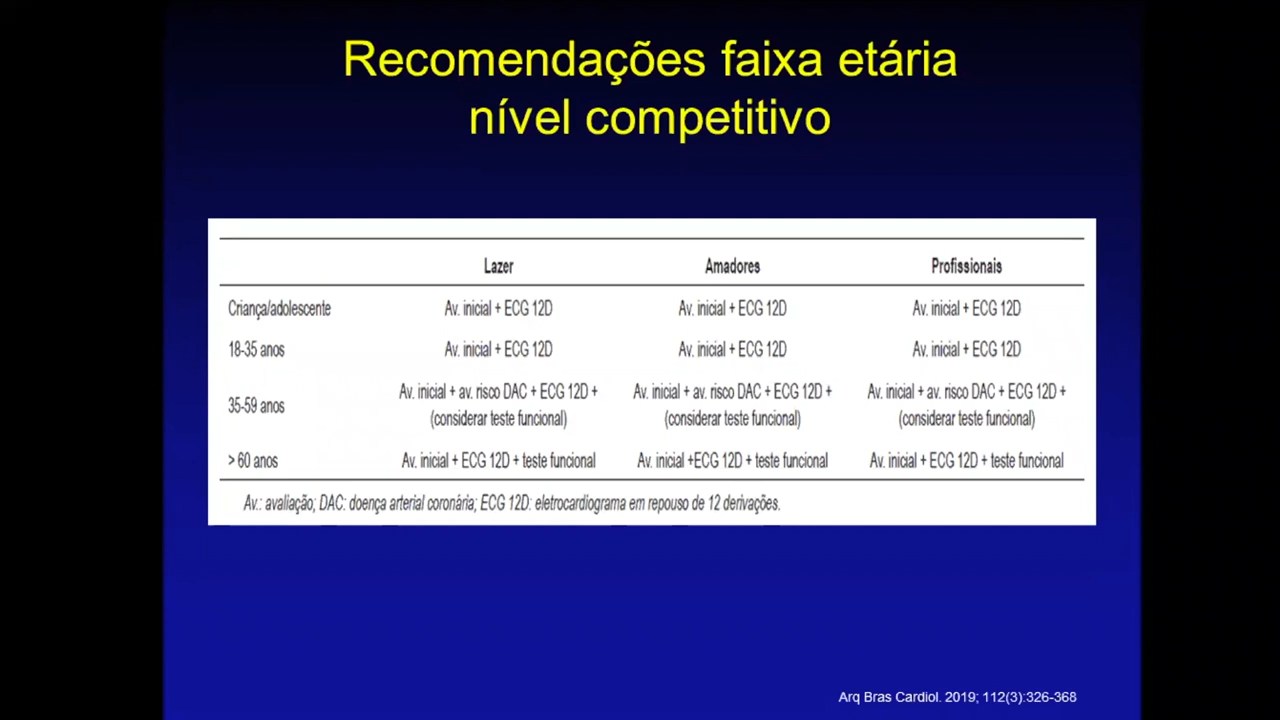 Recomendações faixa etária
nível competitivo
Lazer Amadores Profissionais
Criança/adolescente Av. inicial + ECG 12D Av. inicial + ECG 12D Av. inicial + ECG 12D
18-35 anos Av. inicial + ECG 12D Av. inicial + ECG 12D Av. inicial + ECG 12D
35-59 anos Av. inicial + av. risco DAC + ECG 12D + Av. inicial + av. risco DAC + ECG 12D + Av. inicial + av. risco DAC + ECG 12D +
(considerar teste funcional) (considerar teste funcional) (considerar teste funcional)
> 60 anos Av. inicial + ECG 12D + teste funcional Av. inicial +ECG 12D + teste funcional Av. inicial + ECG 12D + teste funcional
Av.: avaliação; DAC: doença arterial coronária; ECG 12D: eletrocardiograma em repouso de 12 derivações.
Arq Bras Cardiol. 2019; 112(3):326-368